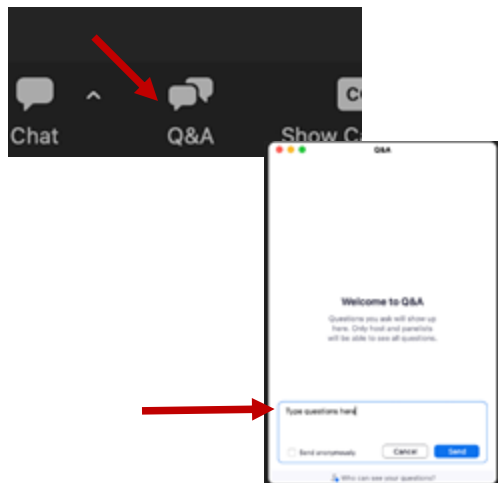 Chat
Q&A
Show C
Q&A
Welcome to Q&A
Questions you ask will show up
here. Only host and panelists
will be able to see all questions.
Type questions here
Send anonymously
Cancel
Send
Who can see your questions?